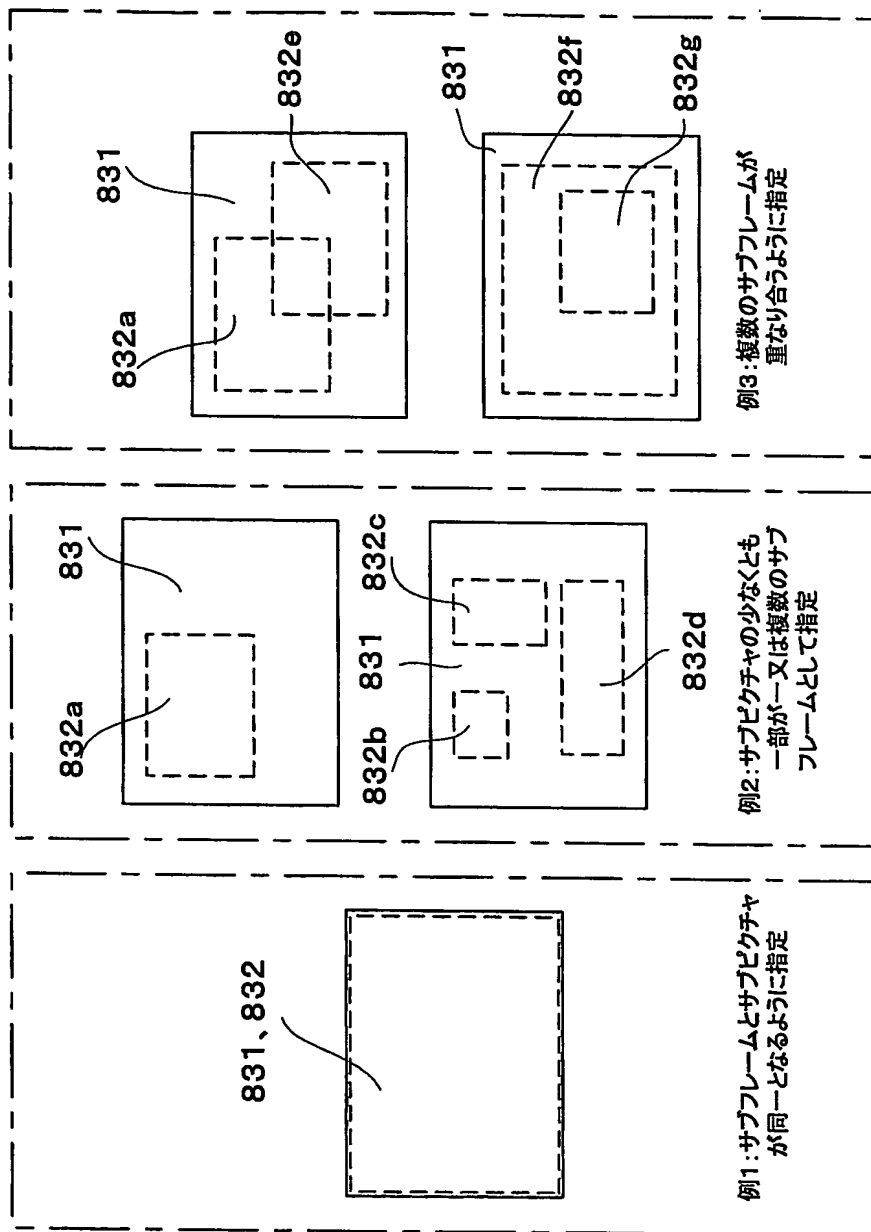 831、832
例1:サブフレームとサブピクチャ
が同一となるように指定
832a
831
832b
831
832c
832d
例2:サブピクチャの少なくとも
一部が一又は複数のサブ
フレームとして指定
832a
831
832e
831
832f
832g
例3:複数のサブフレームが
重なり合うように指定